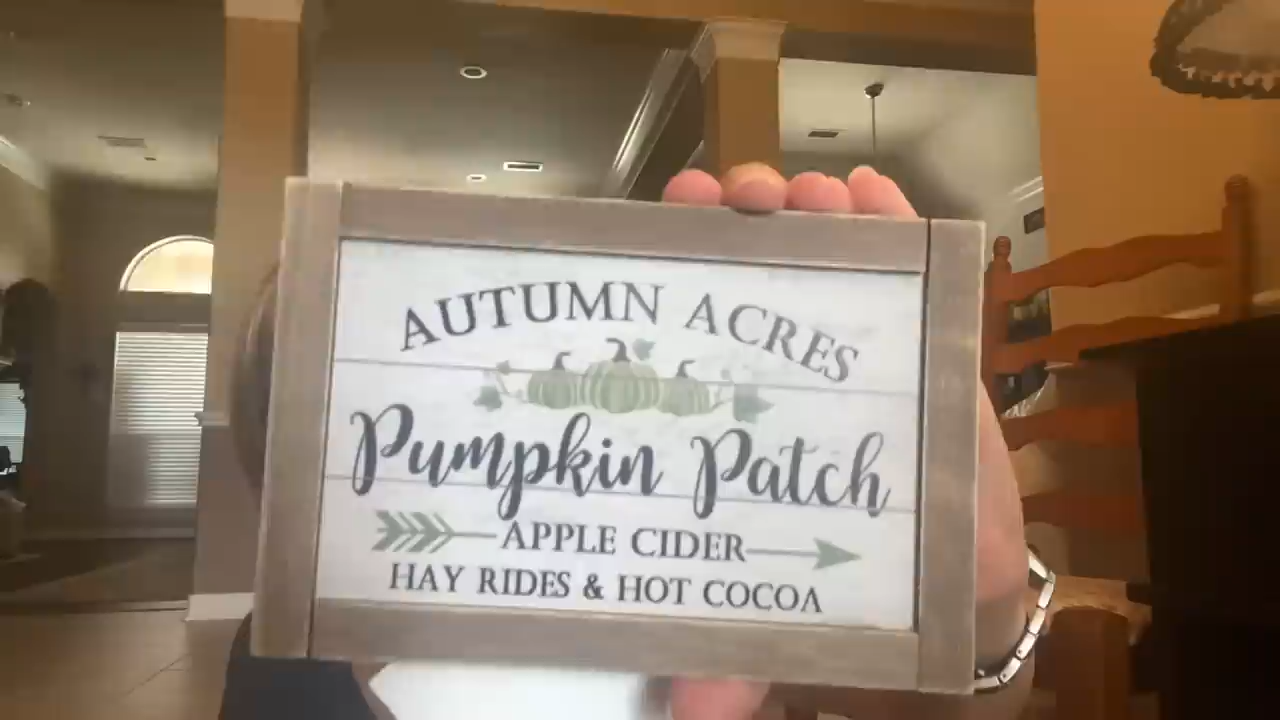 AUTUMN ACRES
Pumpkin Patch
APPLE CIDER
HAY RIDES & HOT COCOA